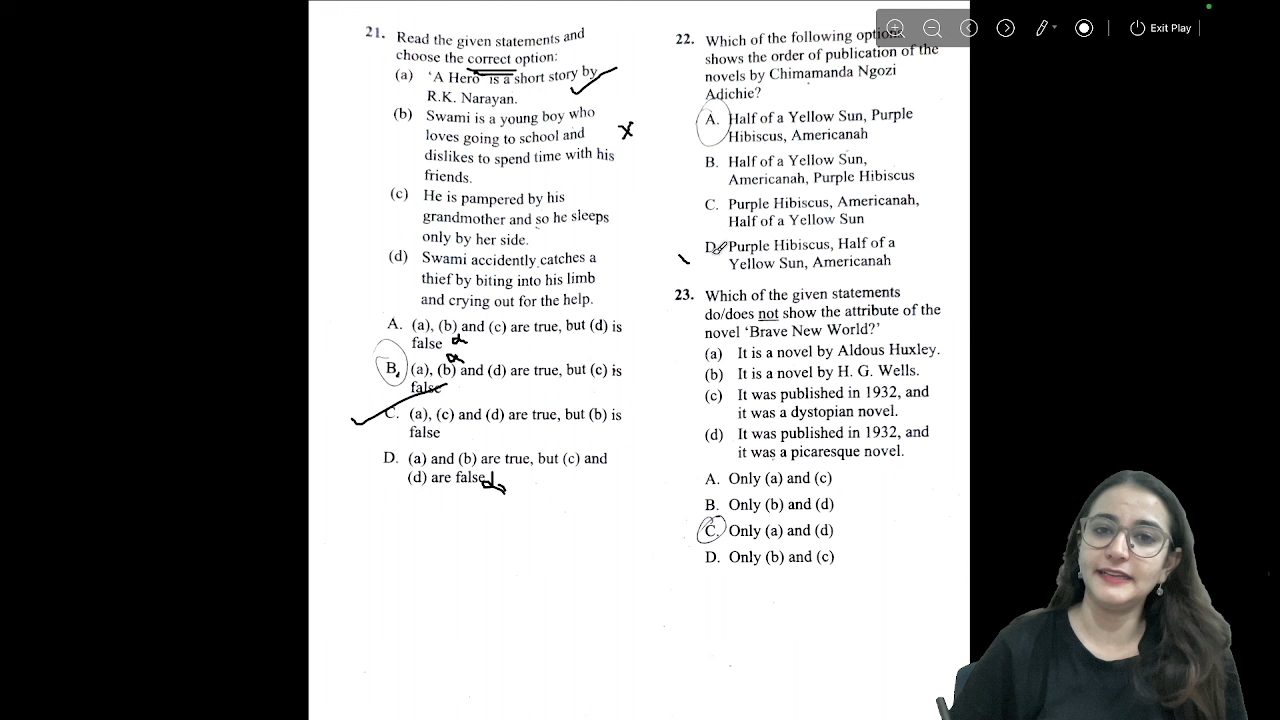 21. Read the given statements and
choose the correct option:
(a) 'A Hero' is a short story by
R.K. Narayan.
(b) Swami is a young boy who
loves going to school and
dislikes to spend time with his
friends.
(c) He is pampered by his
grandmother and so he sleeps
only by her side.
(d) Swami accidently catches a
thief by biting into his limb
and crying out for the help.
A. (a), (b) and (c) are true, but (d) is
false
B. (a), (b) and (d) are true, but (c) is
false
C. (a), (c) and (d) are true, but (b) is
false
D. (a) and (b) are true, but (c) and
(d) are false
22. Which of the following
shows the order of publication of the
novels by Chimamanda Ngozi
Adichie?
A. Half of a Yellow Sun, Purple
Hibiscus, Americanah
B. Half of a Yellow Sun,
Americanah, Purple Hibiscus
C. Purple Hibiscus, Americanah,
Half of a Yellow Sun
D. Purple Hibiscus, Half of a
Yellow Sun, Americanah
23. Which of the given statements
do/does not show the attribute of the
novel 'Brave New World?'
(a) It is a novel by Aldous Huxley.
(b) It is a novel by H. G. Wells.
(c) It was published in 1932, and
it was a dystopian novel.
(d) It was published in 1932, and
it was a picaresque novel.
A. Only (a) and (c)
B. Only (b) and (d)
C. Only (a) and (d)
D. Only (b) and (c)
Exit Play